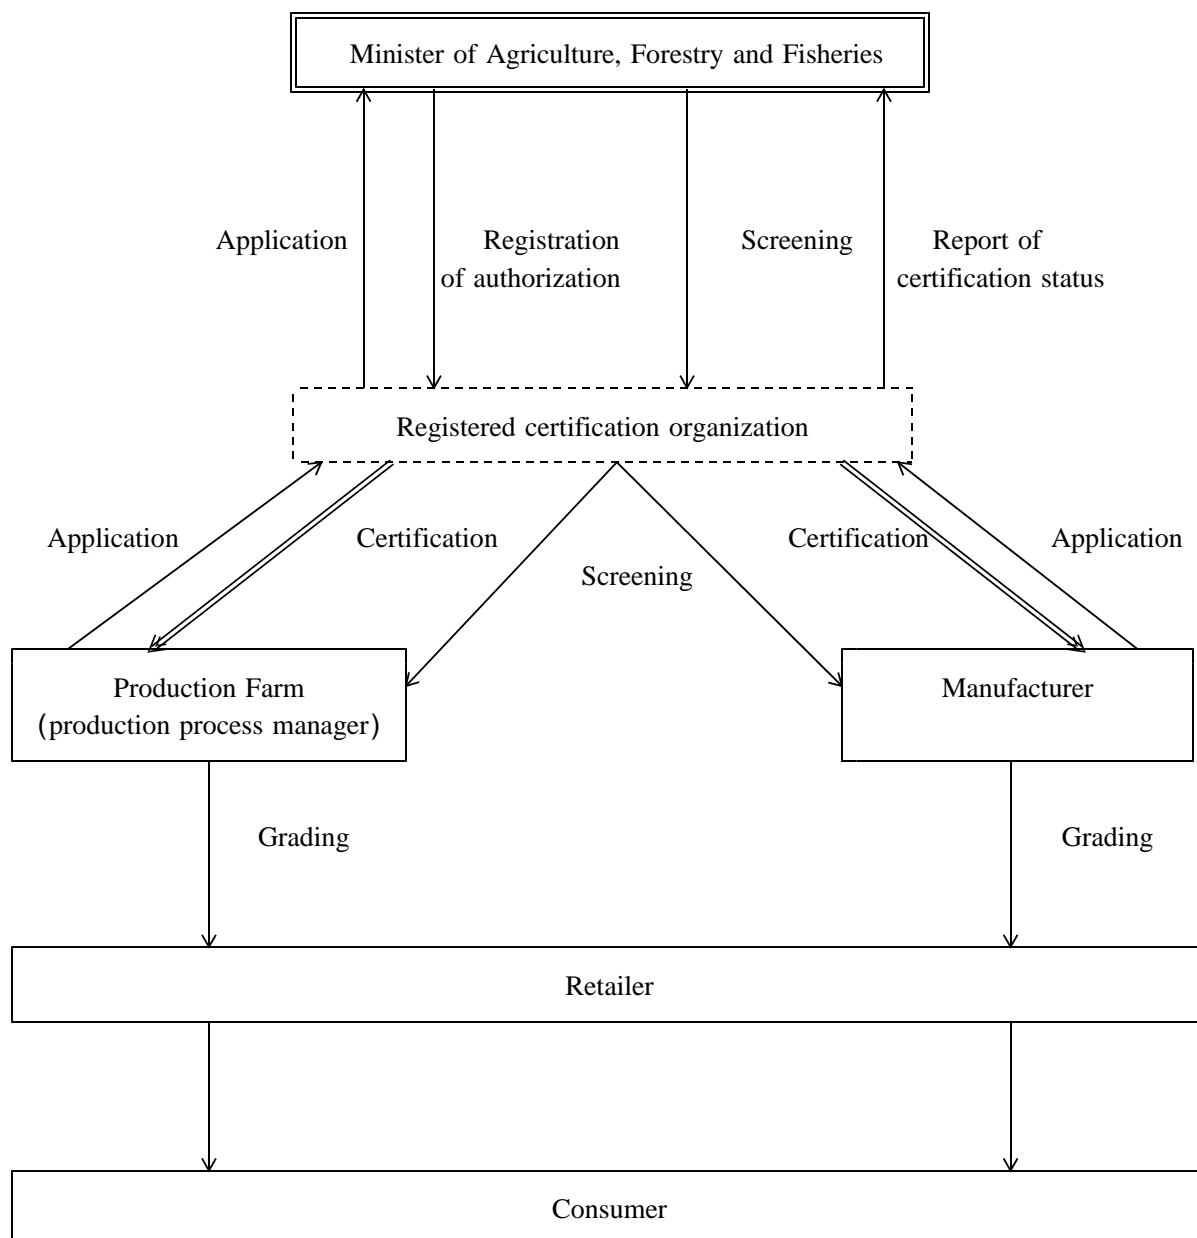 Minister of Agriculture, Forestry and Fisheries
Application
Registration
of authorization
Screening
Report of
certification status
Registered certification organization
Application
Certification
Screening
Certification
Application
Production Farm
(production process manager)
Manufacturer
Grading
Grading
Retailer
Consumer